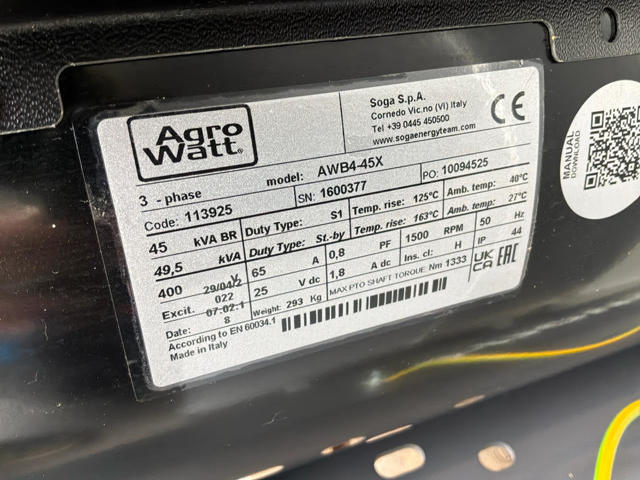 Agro
Watt®
Soga S.p.A.
Cornedo Vic.no (VI) Italy
Tel +39 0445 450500
www.sogaenergyteam.com
CE
3 - phase
model: AWB4-45X
Code: 113925
SN: 1600377
PO: 10094525
45 kVA BR Duty Type: S1 Temp. rise: 125°C Amb. temp: 40°C
49,5 kVA Duty Type: St.-by Temp. rise: 163°C Amb. temp: 27°C
400 V 65 A 0,8 PF 1500 RPM 50 Hz
29/04/2
022
Excit. 25 V dc 1,8 A dc Ins. cl: H IP 44
07.02.1
8
Date:
Weight: 293 Kg MAX PTO SHAFT TORQUE Nm 1333
According to EN 60034.1
Made in Italy
UK
CA
EAC
MANUAL
DOWNLOAD